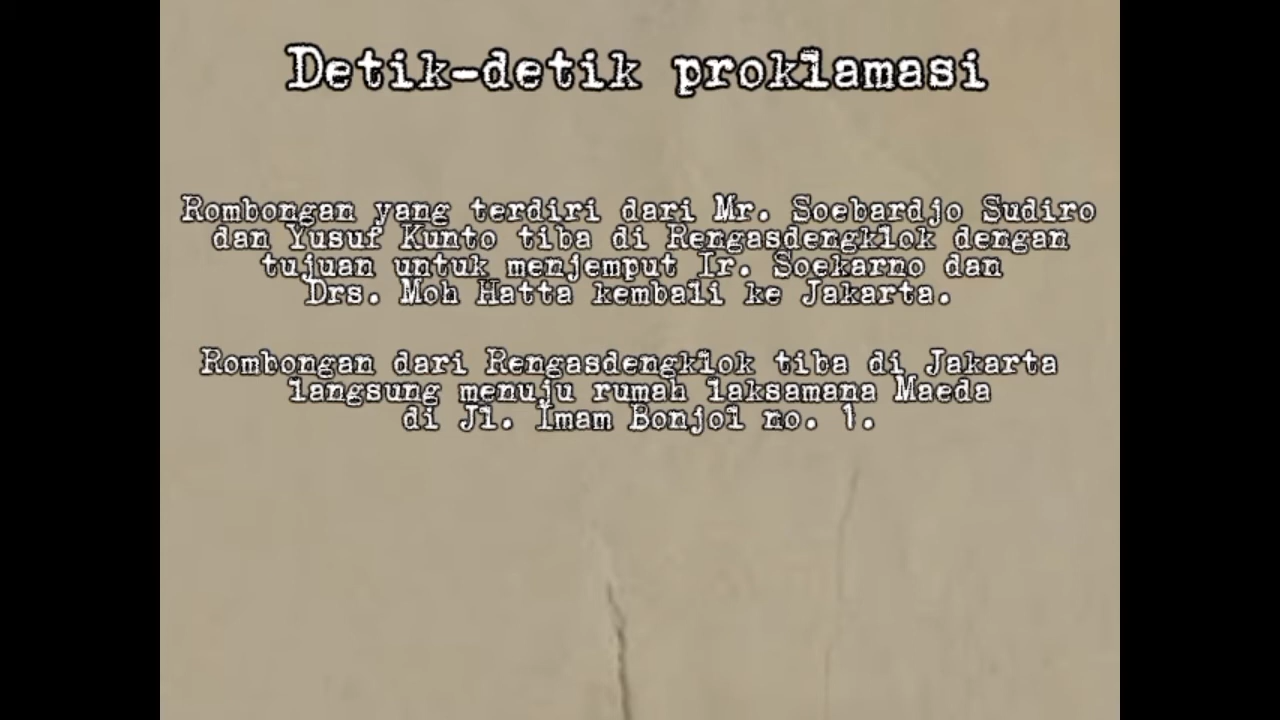 Detik-detik proklamasi
Rombongan yang terdiri dari Mr. Soebardjo Sudiro
dan Yusuf Kunto tiba di Rengasdengklok dengan
tujuan untuk menjemput Ir. Soekarno dan
Drs. Moh Hatta kembali ke Jakarta.
Rombongan dari Rengasdengklok tiba di Jakarta
langsung menuju rumah laksamana Maeda
di Jl. Imam Bonjol no. 1.